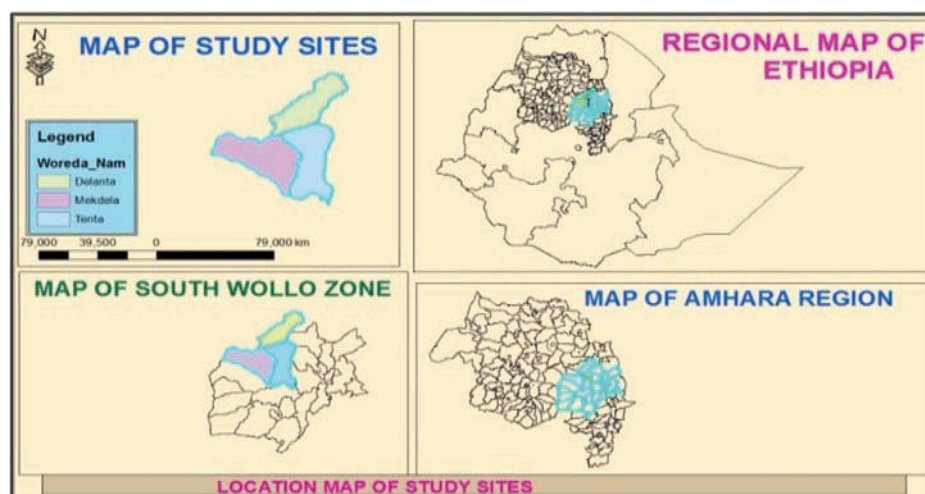 N
MAP OF STUDY SITES
Legend
Woreda_Nam
Delanta
Mekdela
Tenta
79,000 39,500 0 79,000 km
REGIONAL MAP OF
ETHIOPIA
MAP OF SOUTH WOLLO ZONE
MAP OF AMHARA REGION
LOCATION MAP OF STUDY SITES